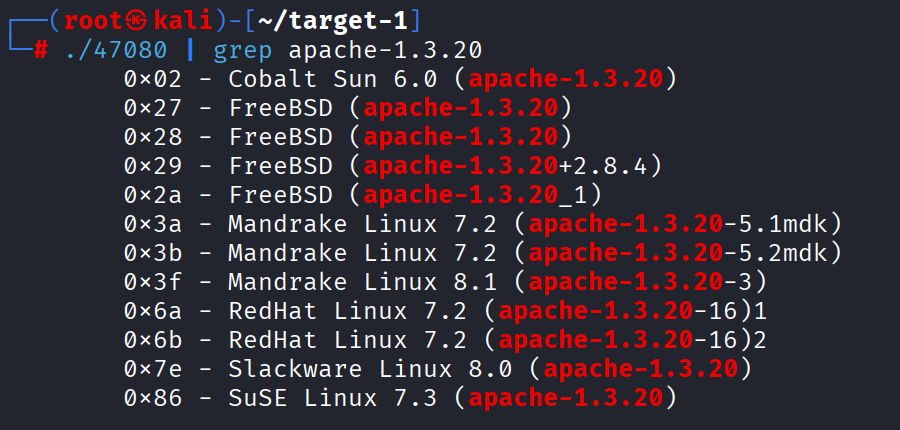 ┌──(root㉿kali)-[~/target-1]
└─# ./47080 | grep apache-1.3.20
0×02 - Cobalt Sun 6.0 (apache-1.3.20)
0×27 - FreeBSD (apache-1.3.20)
0×28 - FreeBSD (apache-1.3.20)
0×29 - FreeBSD (apache-1.3.20+2.8.4)
0×2a - FreeBSD (apache-1.3.20_1)
0×3a - Mandrake Linux 7.2 (apache-1.3.20-5.1mdk)
0×3b - Mandrake Linux 7.2 (apache-1.3.20-5.2mdk)
0×3f - Mandrake Linux 8.1 (apache-1.3.20-3)
0×6a - RedHat Linux 7.2 (apache-1.3.20-16)1
0×6b - RedHat Linux 7.2 (apache-1.3.20-16)2
0×7e - Slackware Linux 8.0 (apache-1.3.20)
0×86 - SuSE Linux 7.3 (apache-1.3.20)